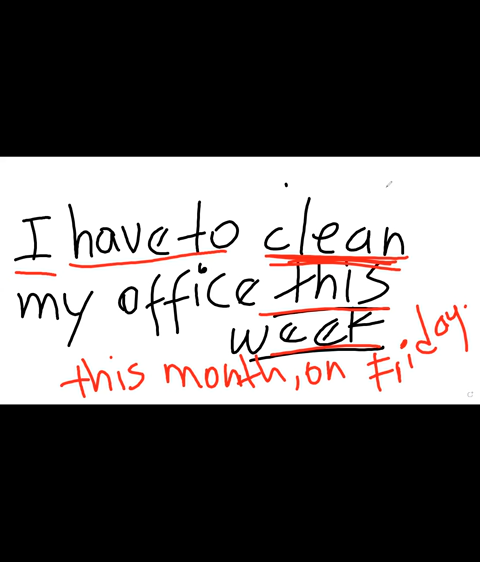 I have to clean
my office this
week
this month, on Friday.